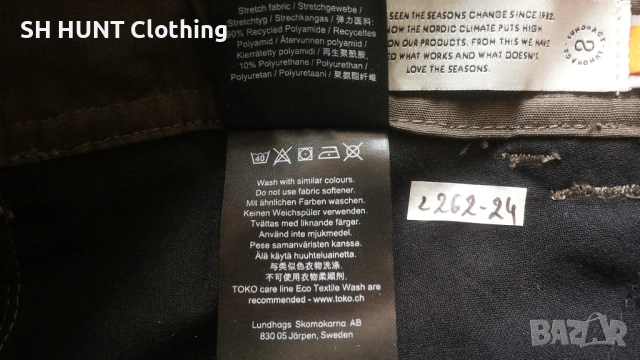 SH HUNT Clothing
Stretch fabric / Stretchgewebe /
Stretchtyg / Strechkangas / 弹力面料:
90% Recycled Polyamide / Recyceltes
Polyamid / Återvunnen polyamid /
Kierrätetty polyamidi / 再生聚酰胺,
10% Polyurethane / Polyurethan /
Polyuretan / Polyuretaani / 聚氨酯纤维
SEEN THE SEASONS CHANGE SINCE 1932.
NOW THE NORDIC CLIMATE PUTS HIGH
ON OUR PRODUCTS. FROM THIS WE HAVE
ED WHAT WORKS AND WHAT DOESN'T.
LOVE THE SEASONS.
LUNDHAGS LUNDHAGS
40
Wash with similar colours.
Do not use fabric softener.
Mit ähnlichen Farben waschen.
Keinen Weichspüler verwenden.
Tvättas med liknande färger.
Använd inte mjukmedel.
Pese samanväristen kanssa.
Älä käytä huuhteluainetta.
与类似色衣物洗涤.
不可使用衣物柔顺剂.
TOKO care line Eco Textile Wash are
recommended - www.toko.ch
Lundhags Skomakarna AB
830 05 Järpen, Sweden
2262-24
BAZAR